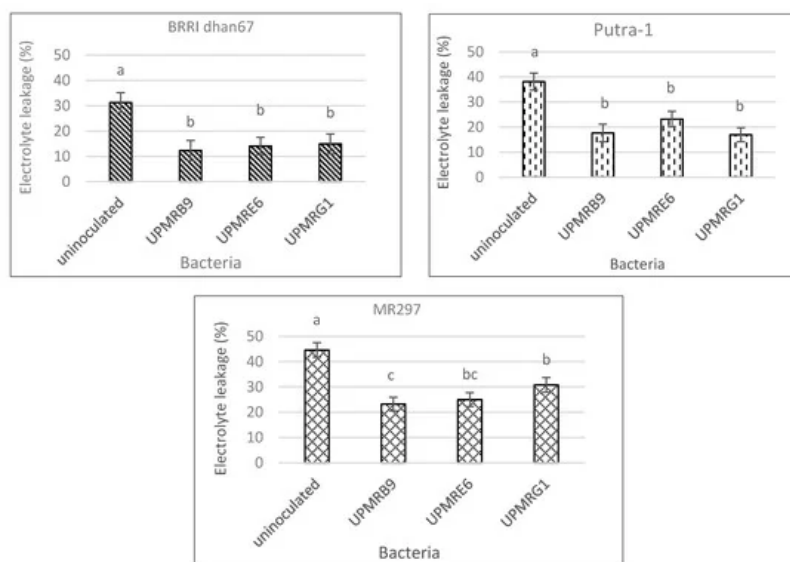 BRRI dhan67
Electrolyte leakage (%)
50
40
30
20
10
0
a
b
b
b
uninoculated
UPMRB9
UPMRE6
UPMRG1
Bacteria
Putra-1
Electrolyte leakage (%)
50
40
30
20
10
0
a
b
b
b
uninoculated
UPMRB9
UPMRE6
UPMRG1
Bacteria
MR297
Electrolyte leakage (%)
50
40
30
20
10
0
a
c
bc
b
uninoculated
UPMRB9
UPMRE6
UPMRG1
Bacteria